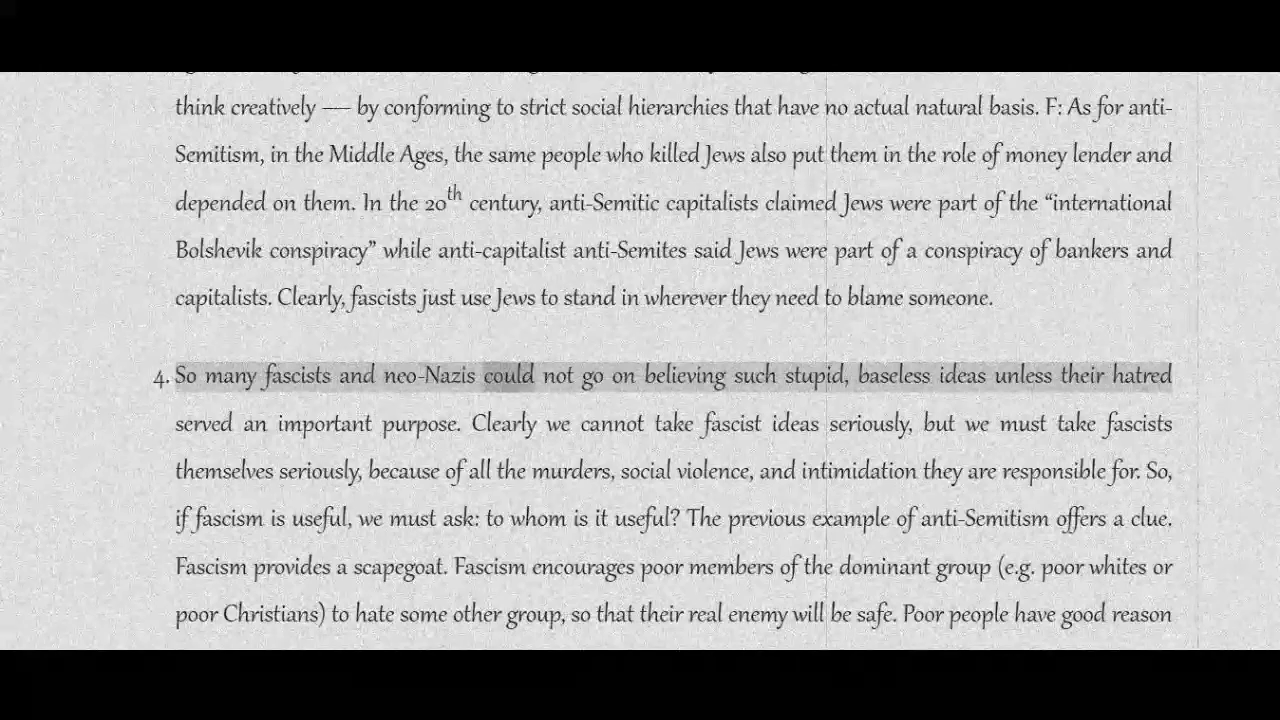 think creatively — by conforming to strict social hierarchies that have no actual natural basis. F: As for anti-
Semitism, in the Middle Ages, the same people who killed Jews also put them in the role of money lender and
depended on them. In the 20th century, anti-Semitic capitalists claimed Jews were part of the “international
Bolshevik conspiracy” while anti-capitalist anti-Semites said Jews were part of a conspiracy of bankers and
capitalists. Clearly, fascists just use Jews to stand in wherever they need to blame someone.
4. So many fascists and neo-Nazis could not go on believing such stupid, baseless ideas unless their hatred
served an important purpose. Clearly we cannot take fascist ideas seriously, but we must take fascists
themselves seriously, because of all the murders, social violence, and intimidation they are responsible for. So,
if fascism is useful, we must ask: to whom is it useful? The previous example of anti-Semitism offers a clue.
Fascism provides a scapegoat. Fascism encourages poor members of the dominant group (e.g. poor whites or
poor Christians) to hate some other group, so that their real enemy will be safe. Poor people have good reason